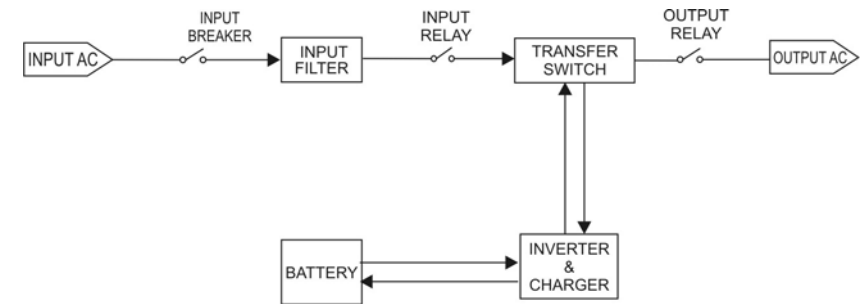 INPUT
BREAKER
INPUT
RELAY
OUTPUT
RELAY
INPUT AC
INPUT
FILTER
TRANSFER
SWITCH
OUTPUT AC
BATTERY
INVERTER
&
CHARGER